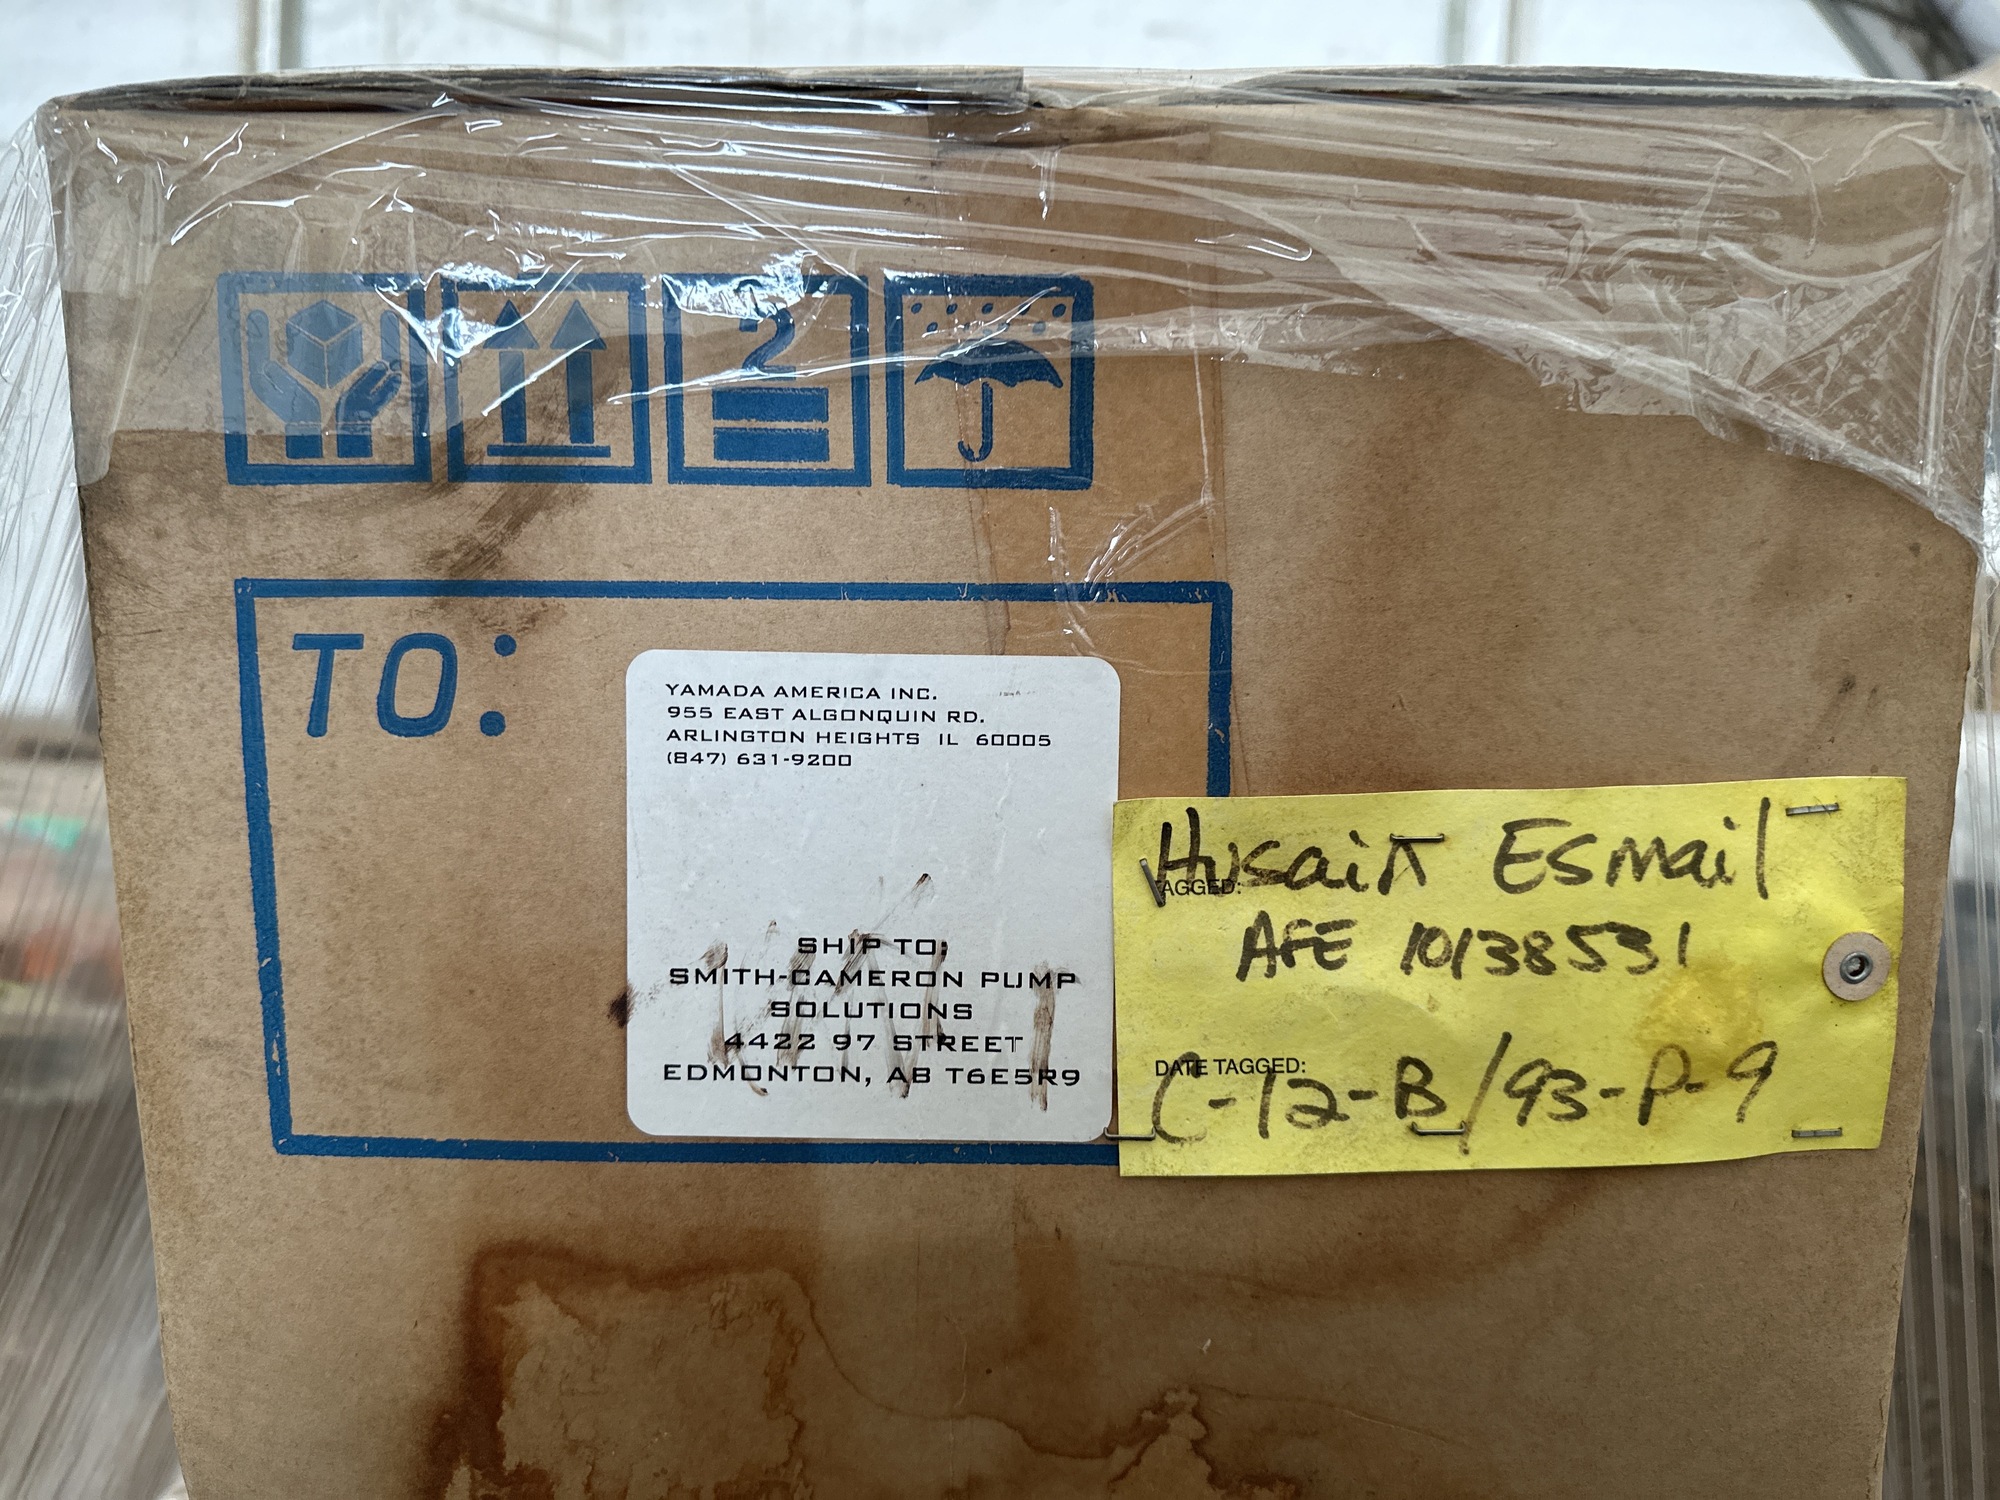 2
TO:
YAMADA AMERICA INC.
955 EAST ALGONQUIN RD.
ARLINGTON HEIGHTS IL 60005
(847) 631-9200
SHIP TO:
SMITH-CAMERON PUMP
SOLUTIONS
4422 97 STREET
EDMONTON, AB T6E5R9
Husain Esmail
TAGGED:
AFE 10138531
DATE TAGGED:
C-12-B/93-P-9